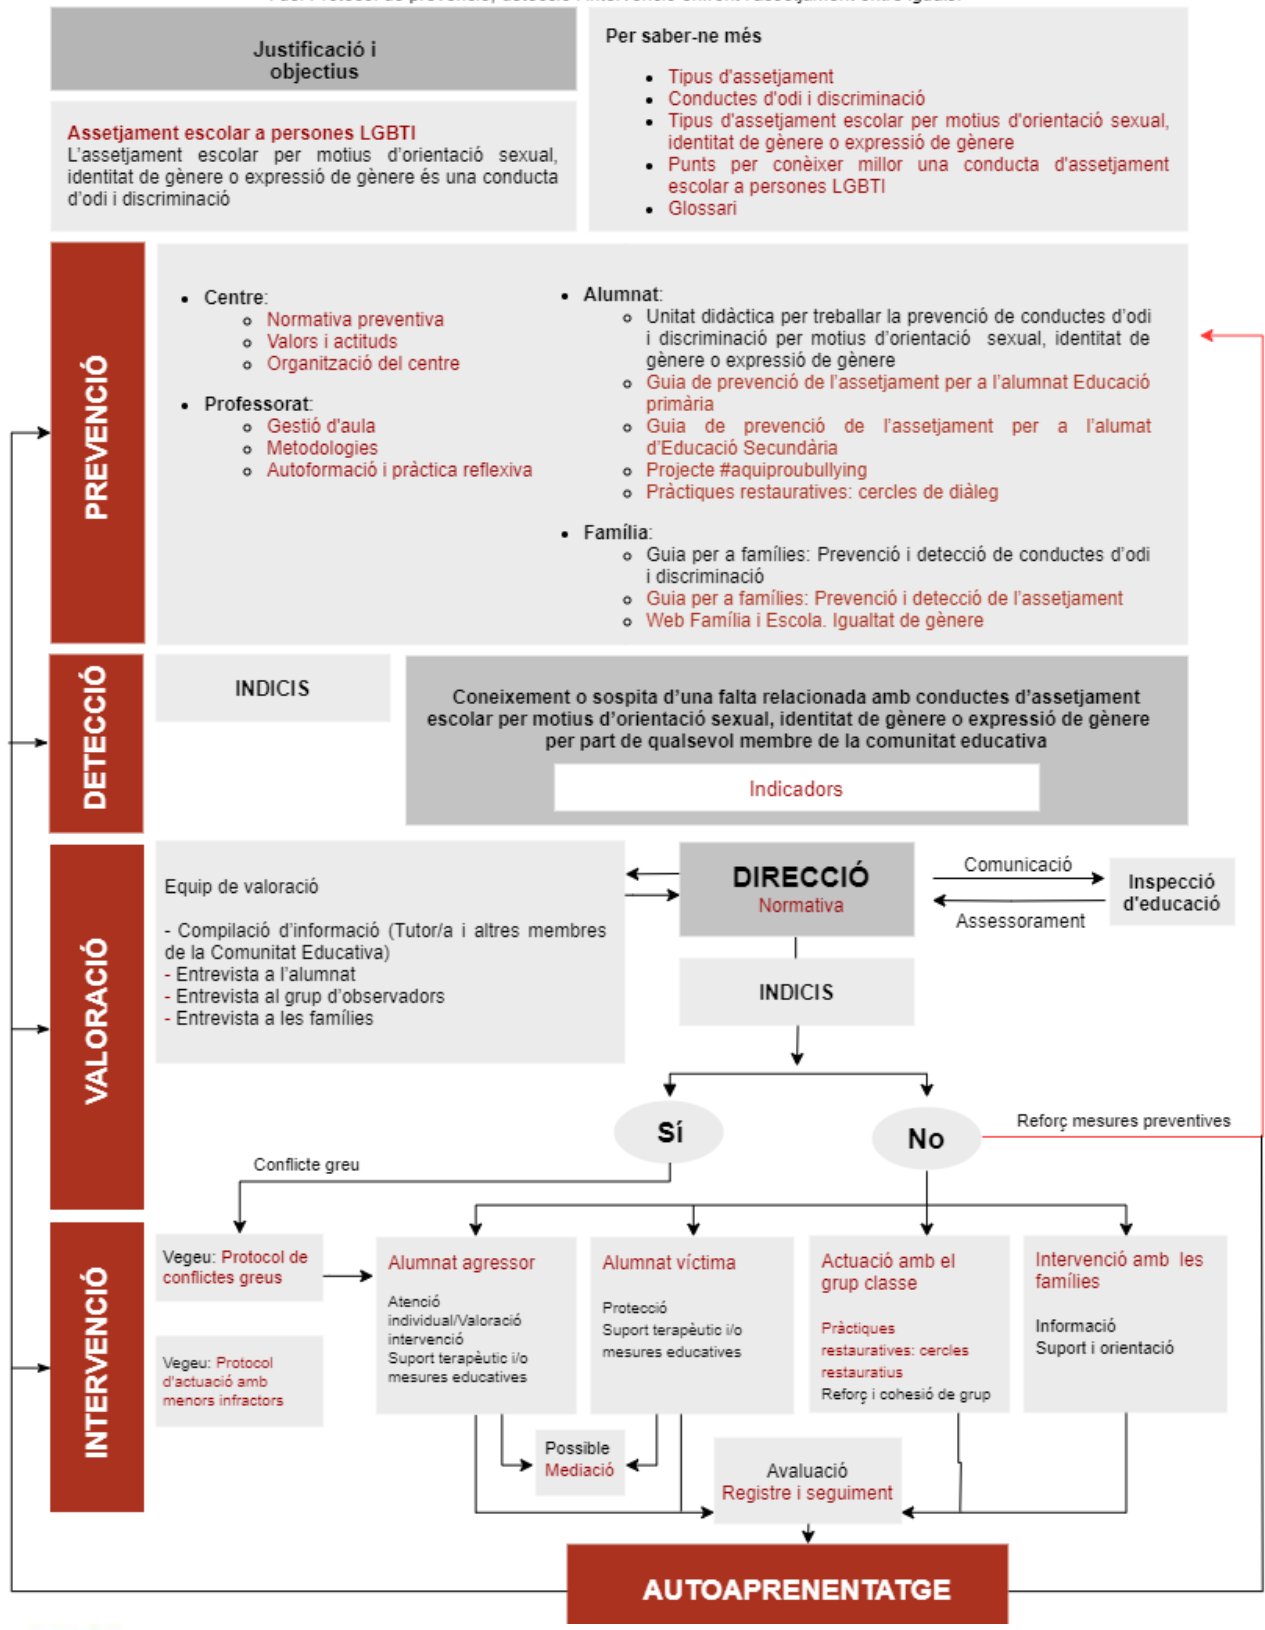 i del Protocol de prevenció, detecció i intervenció enfront l'assetjament entre iguals.
Justificació i
objectius
Assetjament escolar a persones LGBTI
L'assetjament escolar per motius d'orientació sexual,
identitat de gènere o expressió de gènere és una conducta
d'odi i discriminació
Per saber-ne més
Tipus d'assetjament
Conductes d'odi i discriminació
Tipus d'assetjament escolar per motius d'orientació sexual,
identitat de gènere o expressió de gènere
Punts per conèixer millor una conducta d'assetjament
escolar a persones LGBTI
Glossari
PREVENCIÓ
Centre:
Normativa preventiva
Valors i actituds
Organització del centre
Professorat:
Gestió d'aula
Metodologies
Autoformació i pràctica reflexiva
Alumnat:
Unitat didàctica per treballar la prevenció de conductes d'odi
i discriminació per motius d'orientació sexual, identitat de
gènere o expressió de gènere
Guia de prevenció de l'assetjament per a l'alumnat Educació
primària
Guia de prevenció de l'assetjament per a l'alumat
d'Educació Secundària
Projecte #aquiproubullying
Pràctiques restauratives: cercles de diàleg
Família:
Guia per a famílies: Prevenció i detecció de conductes d'odi
i discriminació
Guia per a famílies: Prevenció i detecció de l'assetjament
Web Família i Escola. Igualtat de gènere
DETECCIÓ
INDICIS
Coneixement o sospita d'una falta relacionada amb conductes d'assetjament
escolar per motius d'orientació sexual, identitat de gènere o expressió de gènere
per part de qualsevol membre de la comunitat educativa
Indicadors
VALORACIÓ
Equip de valoració
- Compilació d'informació (Tutor/a i altres membres
de la Comunitat Educativa)
- Entrevista a l'alumnat
- Entrevista al grup d'observadors
- Entrevista a les famílies
DIRECCIÓ
Normativa
Comunicació
Assessorament
Inspecció
d'educació
INDICIS
Sí
No
Reforç mesures preventives
Conflicte greu
INTERVENCIÓ
Vegeu: Protocol de
conflictes greus
Vegeu: Protocol
d'actuació amb
menors infractors
Alumnat agressor
Atenció
individual/Valoració
intervenció
Suport terapèutic i/o
mesures educatives
Alumnat víctima
Protecció
Suport terapèutic i/o
mesures educatives
Actuació amb el
grup classe
Pràctiques
restauratives: cercles
restauratius
Reforç i cohesió de grup
Intervenció amb les
famílies
Informació
Suport i orientació
Possible
Mediació
Avaluació
Registre i seguiment
AUTOAPRENENTATGE